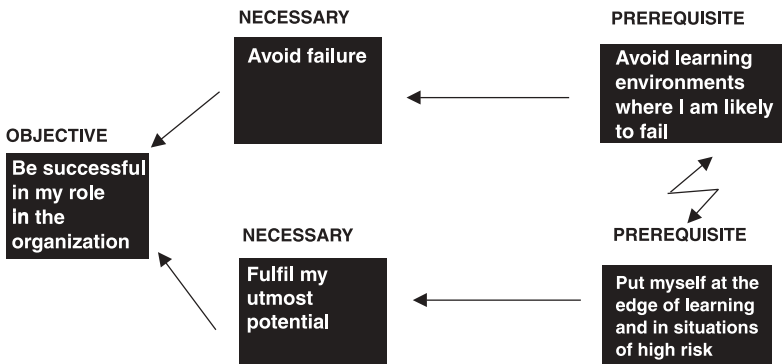 NECESSARY
Avoid failure
PREREQUISITE
Avoid learning
environments
where I am likely
to fail
OBJECTIVE
Be successful
in my role
in the
organization
NECESSARY
Fulfil my
utmost
potential
PREREQUISITE
Put myself at the
edge of learning
and in situations
of high risk